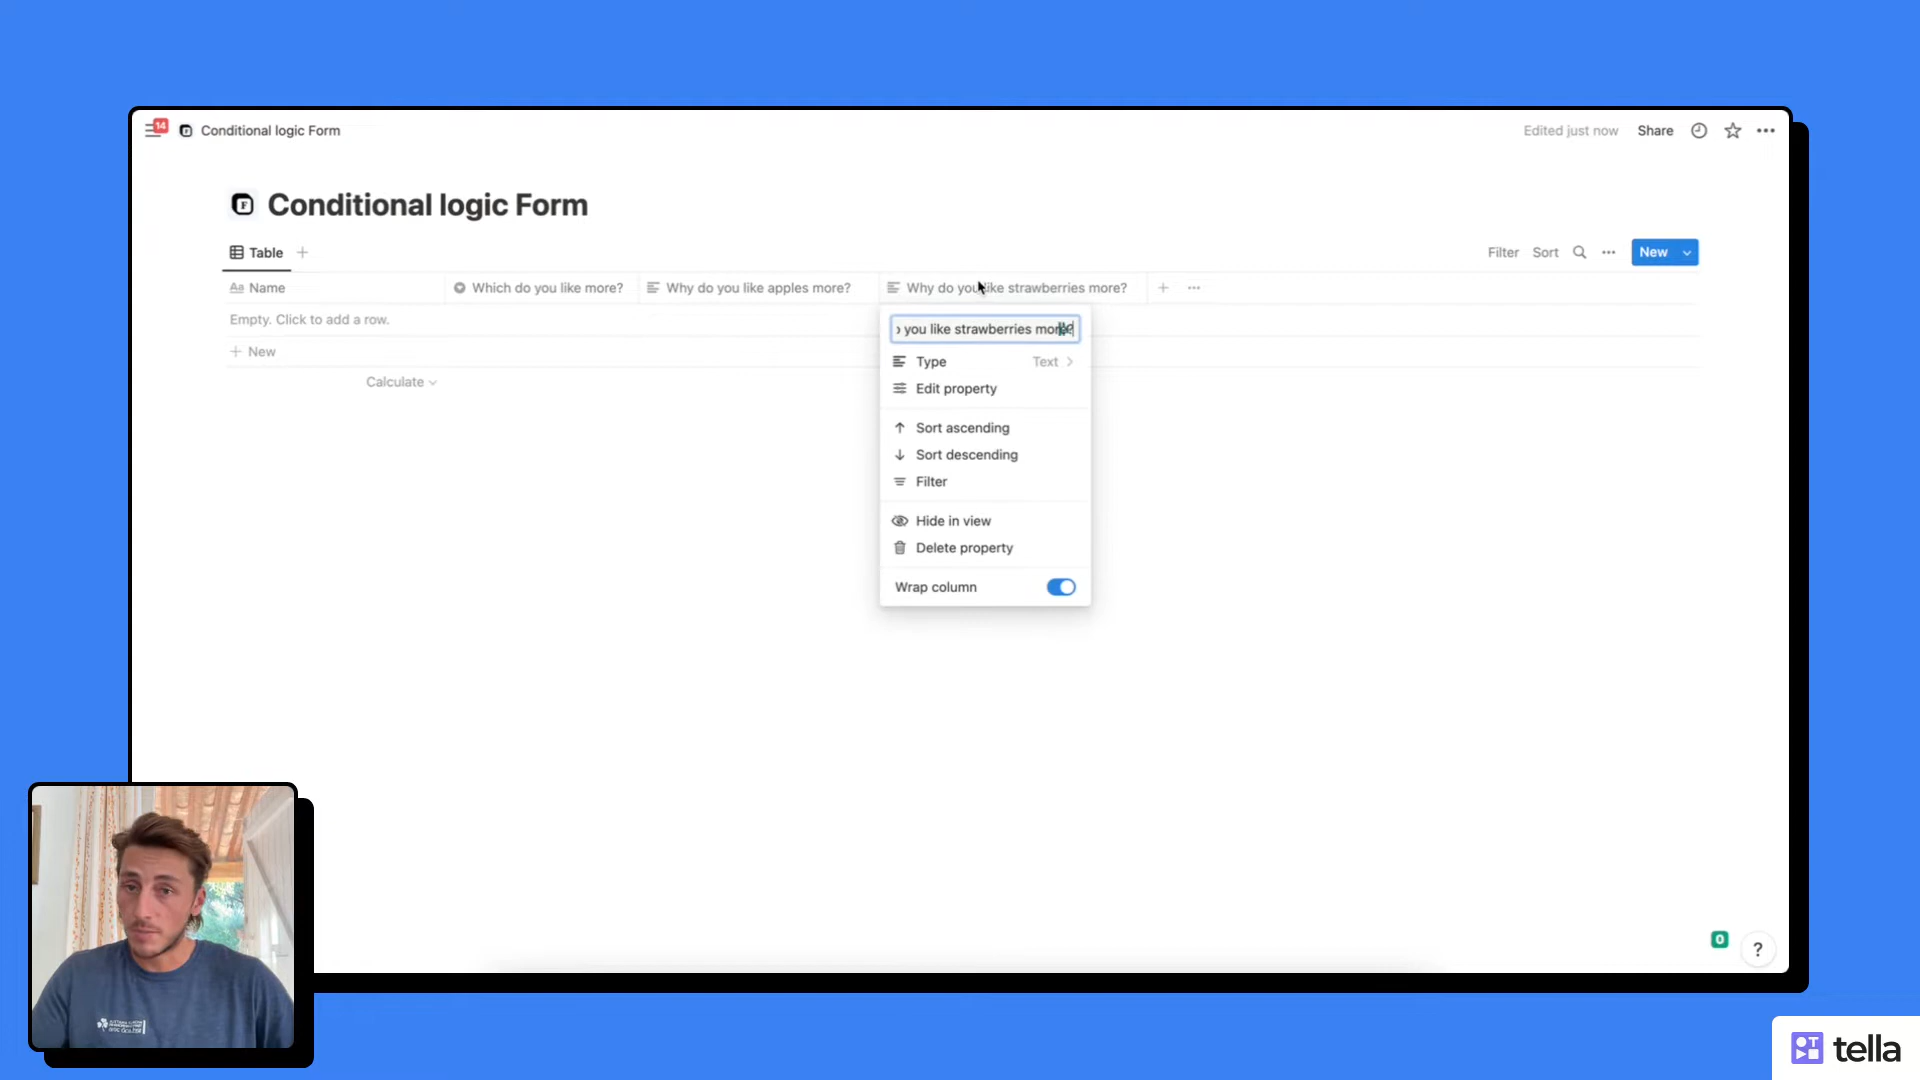 14 Conditional logic Form Edited just now Share
Conditional logic Form
Table Filter Sort New
Aa Name Which do you like more? Why do you like apples more? Why do you like strawberries more?
Empty. Click to add a row.
you like strawberries more?
New
Type Text
Calculate
Edit property
Sort ascending
Sort descending
Filter
Hide in view
Delete property
Wrap column
?
tella